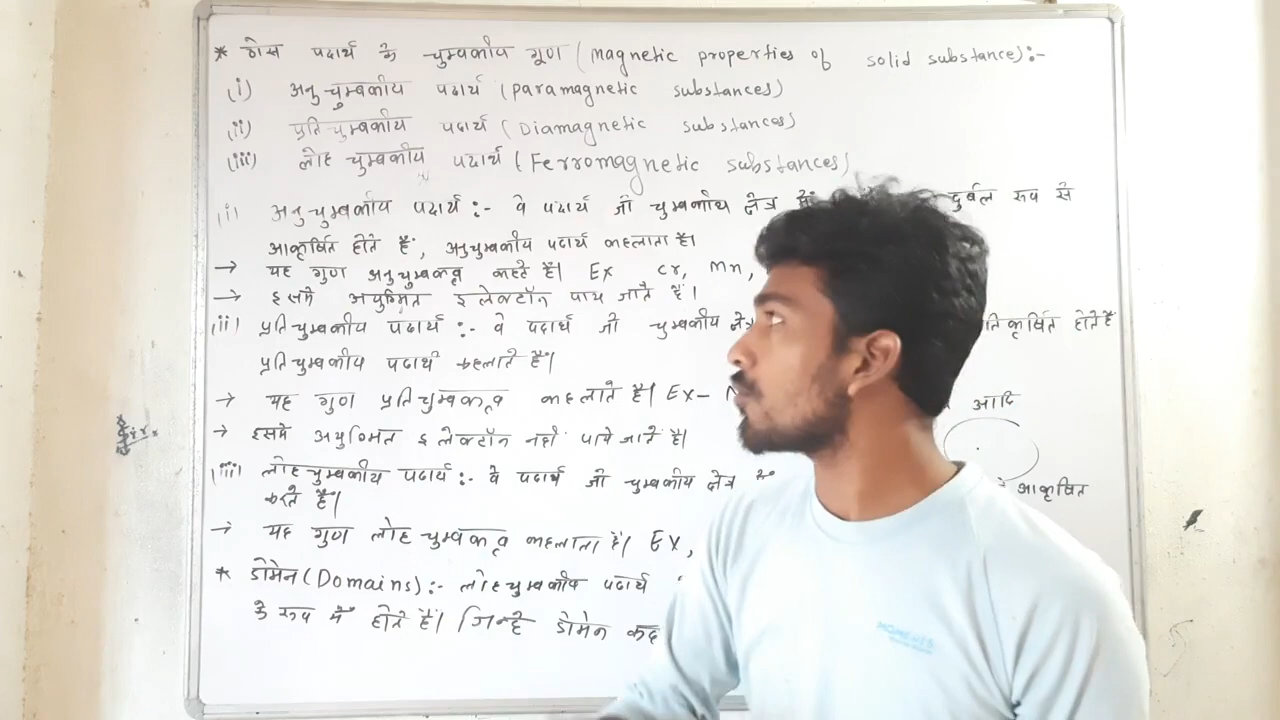 * ठोस पदार्थ के चुम्बकीय गुण (Magnetic properties of solid substance):-
(i) अनुचुम्बकीय पदार्थ (paramagnetic substances)
(ii) प्रतिचुम्बकीय पदार्थ (Diamagnetic substances)
(iii) लोह चुम्बकीय पदार्थ (Ferromagnetic substances)
(i) अनुचुम्बकीय पदार्थ :- वे पदार्थ जो चुम्बकीय क्षेत्र दुर्बल रूप से
आकर्षित होते हैं, अनुचुम्बकीय पदार्थ कहलाता है।
→ यह गुण अनुचुम्बकत्व कहते हैं। Ex Cr, Mn,
→ इसमे अयुग्मित इलेक्टॉन पाय जाते हैं।
(ii) प्रतिचुम्बकीय पदार्थ :- वे पदार्थ जो चुम्बकीय क्षेत्र तिकर्षित होते हैं
प्रतिचुम्बकीय पदार्थ कहलाते हैं।
→ यह गुण प्रतिचुम्बकत्व कहलाते है। Ex- आदि
→ इसमे अयुग्मित इलेक्टॉन नहीं पाये जाते हैं।
(iii) लोहचुम्बकीय पदार्थ :- वे पदार्थ जो चुम्बकीय क्षेत्र आकर्षित
करते हैं।
→ यह गुण लोहचुम्बकत्व कहलाता है। Ex,
* डोमेन (Domains) :- लोहचुम्बकीय पदार्थ
के रूप में होते हैं। जिन्हे डोमेन कह